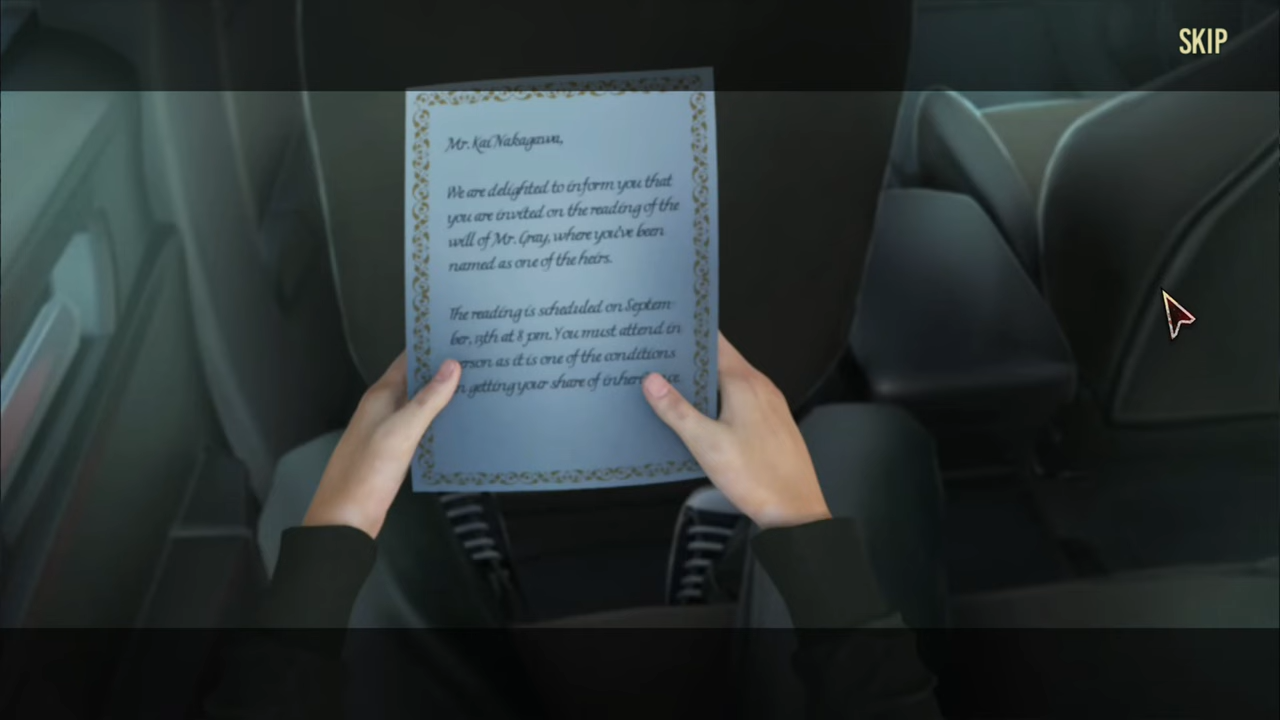 SKIP
Mr. Kai Nakagawa,
We are delighted to inform you that
you are invited on the reading of the
will of Mr. Gray, where you've been
named as one of the heirs.
The reading is scheduled on Septem-
ber, 13th at 8 pm. You must attend in
person as it is one of the conditions
getting your share of